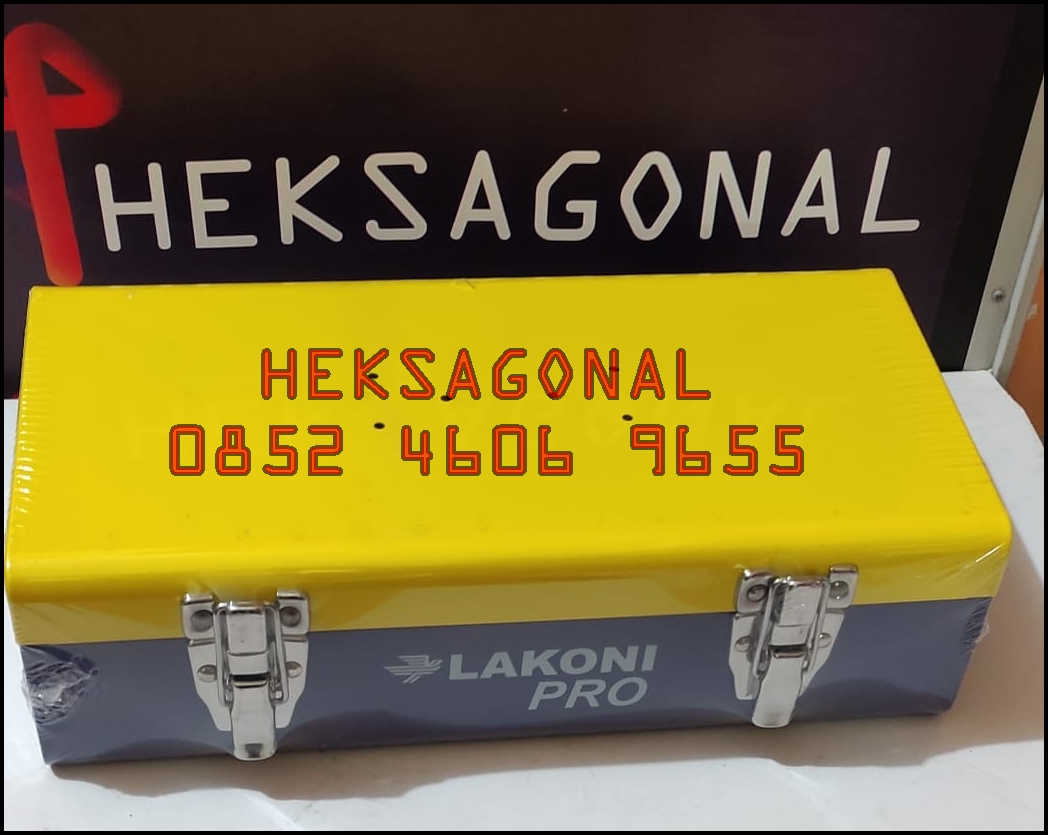 HEKSAGONAL
HEKSAGONAL
0852 4606 9655
LAKONI
PRO